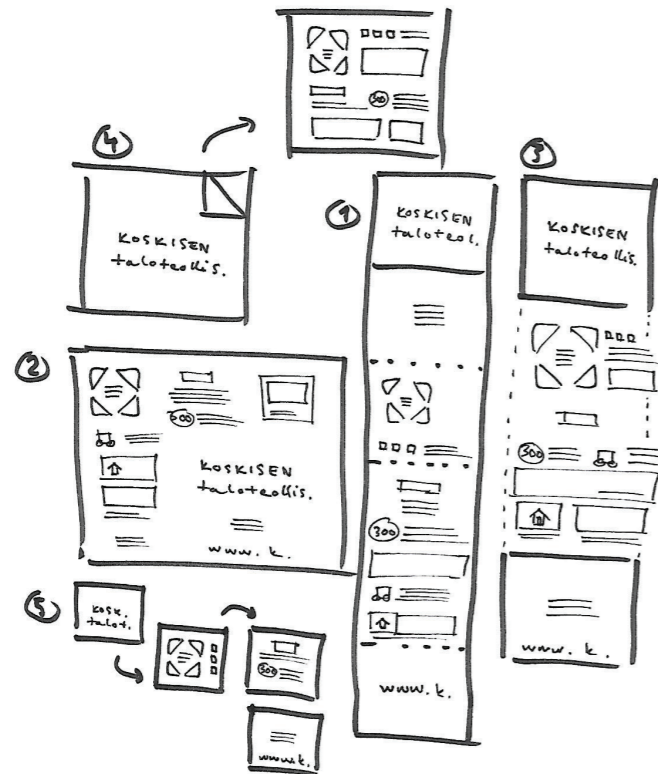 300
4
KOSKISEN
taloteollis.
1
KOSKISEN
taloteol.
300
www.k.
3
KOSKISEN
taloteollis.
300
www. k.
2
300
KOSKISEN
taloteollis.
www. k.
5
KOSK.
talot.
300
www.k.